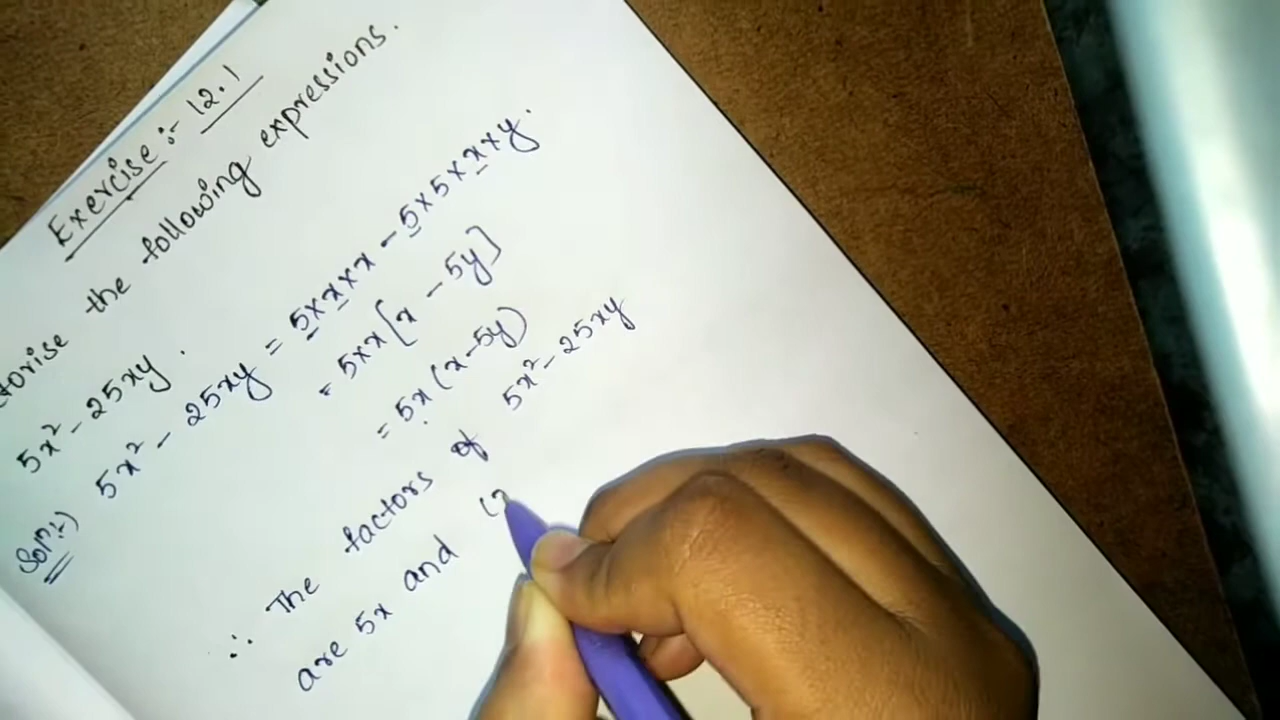 Exercise :- 12.1
torise the following expressions.
5x² - 25xy.
Soln:-) 5x² - 25xy = 5×x×x - 5×5×x×y.
= 5×x[x - 5y]
= 5x(x-5y)
∴ The factors of 5x² - 25xy
are 5x and (